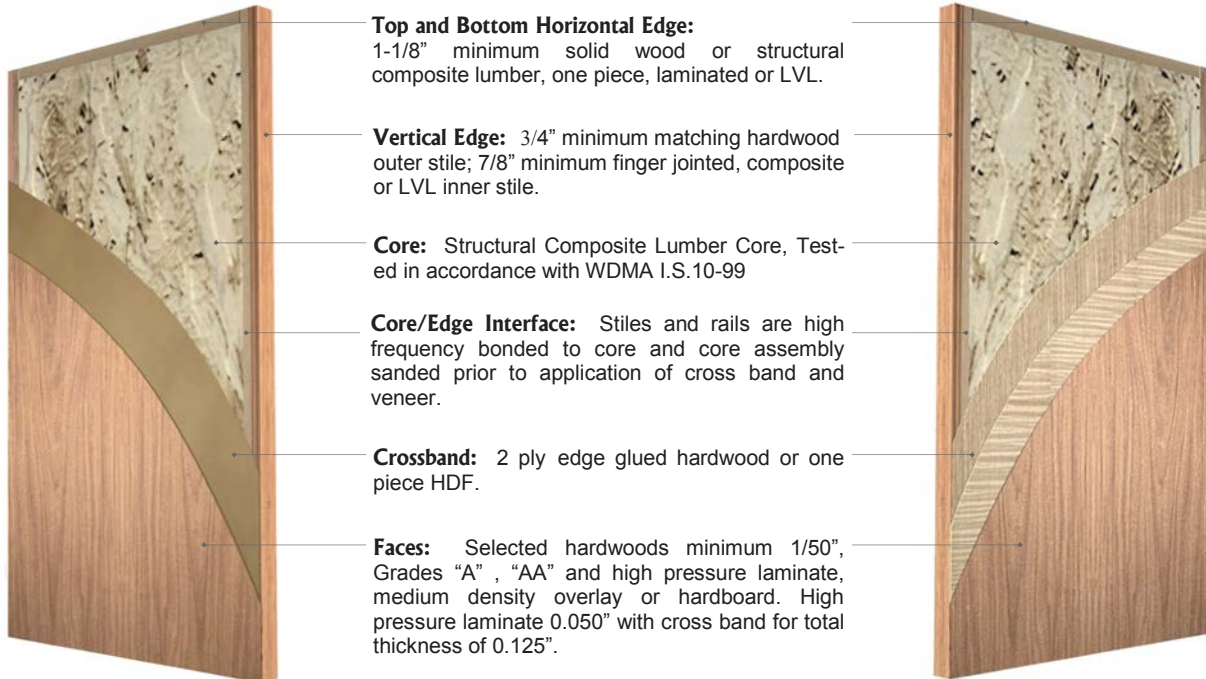 Top and Bottom Horizontal Edge:
1-1/8” minimum solid wood or structural
composite lumber, one piece, laminated or LVL.
Vertical Edge: 3/4” minimum matching hardwood
outer stile; 7/8” minimum finger jointed, composite
or LVL inner stile.
Core: Structural Composite Lumber Core, Test-
ed in accordance with WDMA I.S.10-99
Core/Edge Interface: Stiles and rails are high
frequency bonded to core and core assembly
sanded prior to application of cross band and
veneer.
Crossband: 2 ply edge glued hardwood or one
piece HDF.
Faces: Selected hardwoods minimum 1/50”,
Grades “A” , “AA” and high pressure laminate,
medium density overlay or hardboard. High
pressure laminate 0.050” with cross band for total
thickness of 0.125”.